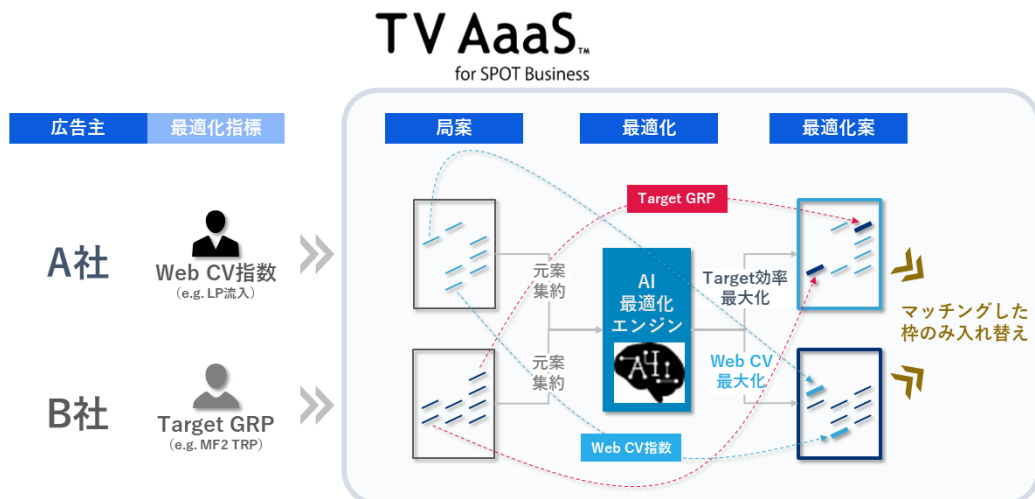 TV AaaS™
for SPOT Business
広告主
最適化指標
局案
最適化
最適化案
Target GRP
A社
Web CV指数
(e.g. LP流入)
元案
集約
AI
最適化
エンジン
Target効率
最大化
マッチングした
枠のみ入れ替え
B社
Target GRP
(e.g. MF2 TRP)
元案
集約
Web CV
最大化
Web CV指数